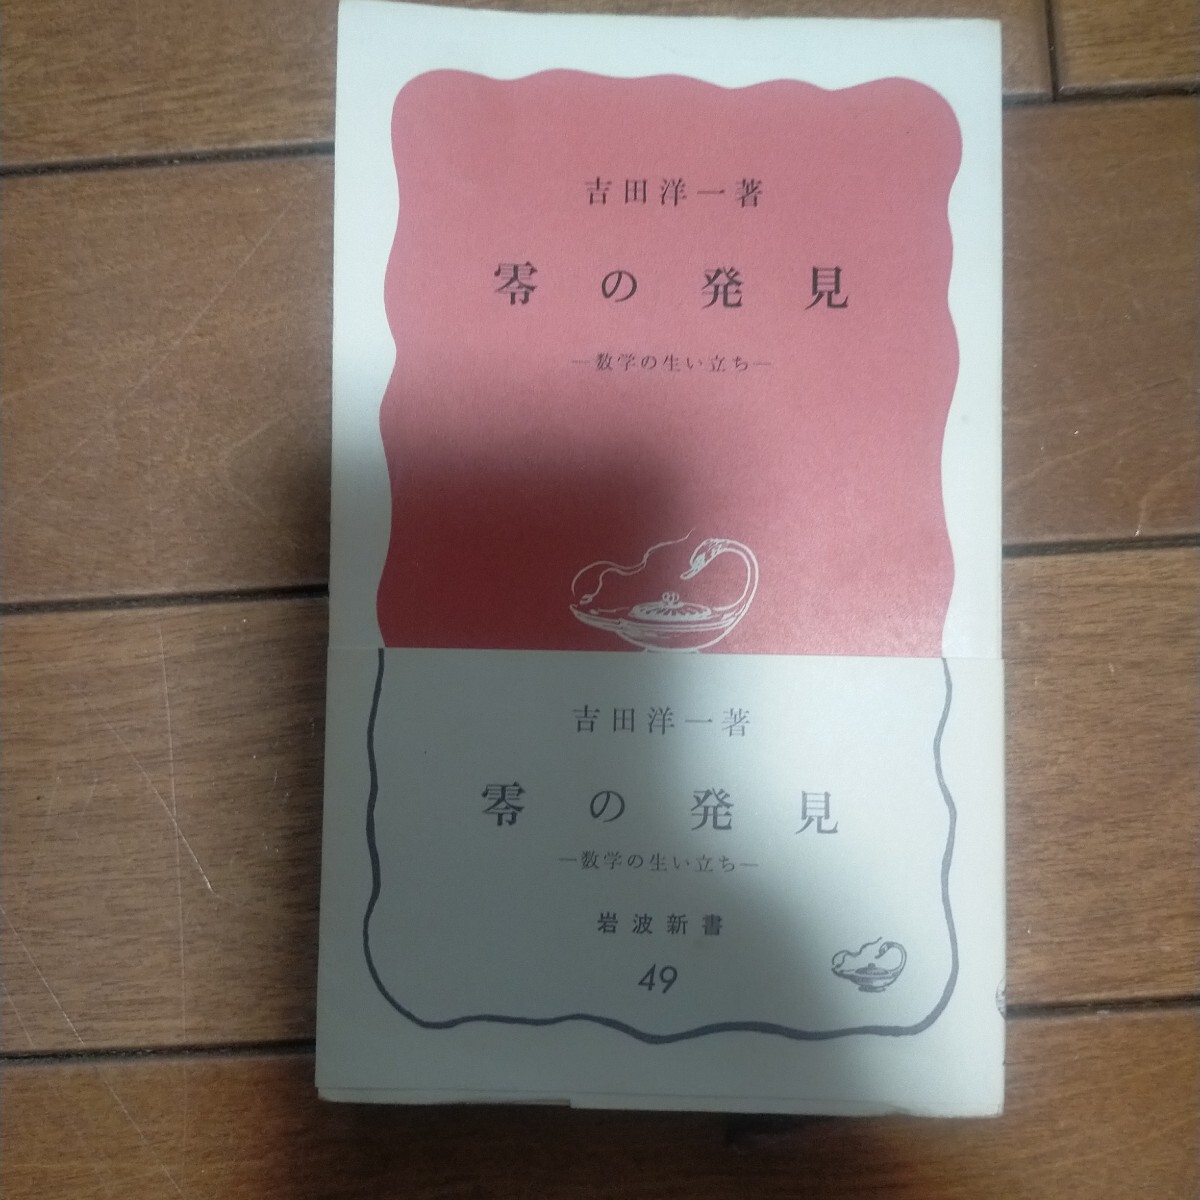 吉田洋一著
零の発見
—数学の生い立ち—
吉田洋一著
零の発見
—数学の生い立ち—
岩波新書
49